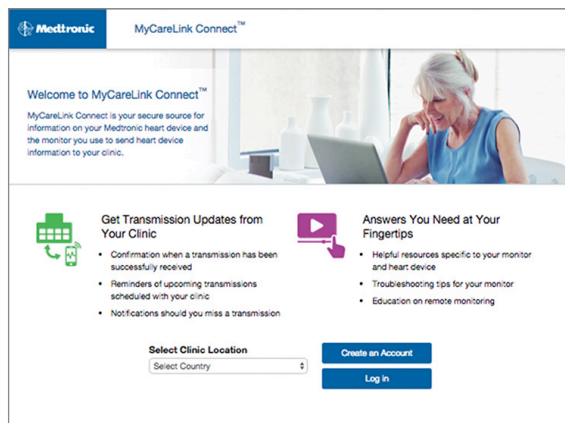 Medtronic
MyCareLink Connect™
Welcome to MyCareLink Connect™
MyCareLink Connect is your secure source for
information on your Medtronic heart device and
the monitor you use to send heart device
information to your clinic.
Get Transmission Updates from
Your Clinic
• Confirmation when a transmission has been
successfully received
• Reminders of upcoming transmissions
scheduled with your clinic
• Notifications should you miss a transmission
Answers You Need at Your
Fingertips
• Helpful resources specific to your monitor
and heart device
• Troubleshooting tips for your monitor
• Education on remote monitoring
Select Clinic Location
Select Country
Create an Account
Log in